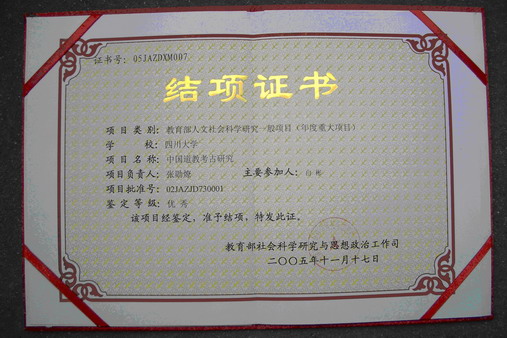 证书号：05JAZDXM007
结项证书
项目类别：教育部人文社会科学研究一般项目（年度重大项目）
学　　校：四川大学
项目名称：中国道教考古研究
项目负责人：张勋燎　主要参加人：白彬
项目批准号：02JAZJD730001
鉴定等级：优秀
该项目经鉴定，准予结项，特发此证。
教育部社会科学研究与思想政治工作司
二〇〇五年十一月十七日